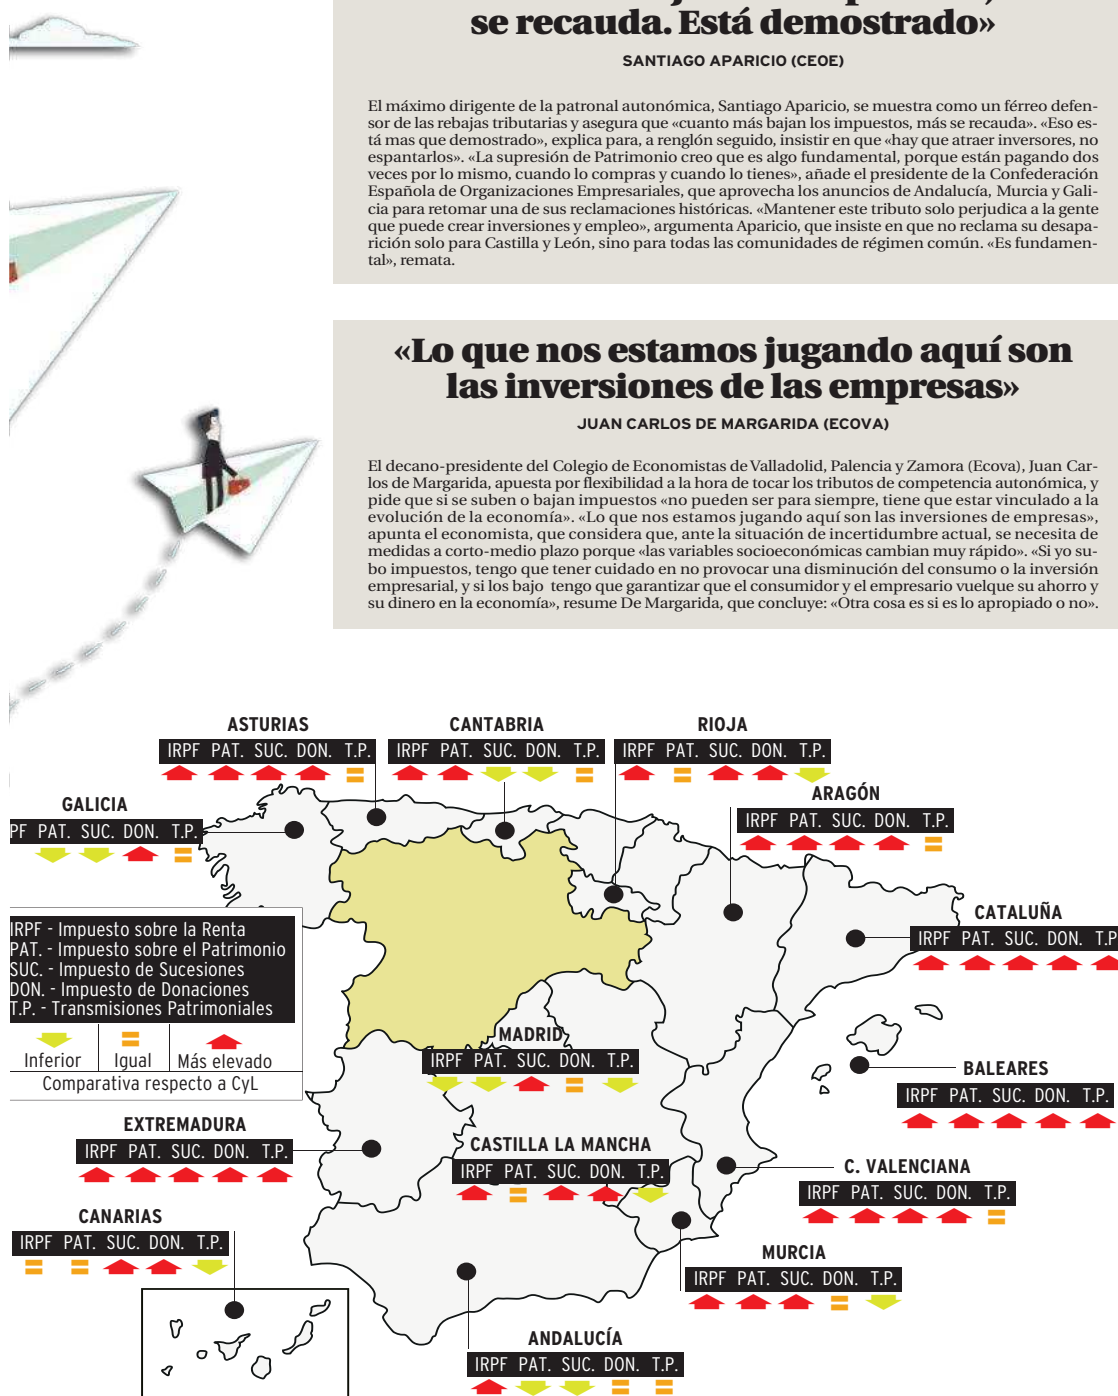 se recauda. Está demostrado»
SANTIAGO APARICIO (CEOE)
El máximo dirigente de la patronal autonómica, Santiago Aparicio, se muestra como un férreo defen-
sor de las rebajas tributarias y asegura que «cuanto más bajan los impuestos, más se recauda». «Eso es-
tá mas que demostrado», explica para, a renglón seguido, insistir en que «hay que atraer inversores, no
espantarlos». «La supresión de Patrimonio creo que es algo fundamental, porque están pagando dos
veces por lo mismo, cuando lo compras y cuando lo tienes», añade el presidente de la Confederación
Española de Organizaciones Empresariales, que aprovecha los anuncios de Andalucía, Murcia y Gali-
cia para retomar una de sus reclamaciones históricas. «Mantener este tributo solo perjudica a la gente
que puede crear inversiones y empleo», argumenta Aparicio, que insiste en que no reclama su desapa-
rición solo para Castilla y León, sino para todas las comunidades de régimen común. «Es fundamen-
tal», remata.
«Lo que nos estamos jugando aquí son
las inversiones de las empresas»
JUAN CARLOS DE MARGARIDA (ECOVA)
El decano-presidente del Colegio de Economistas de Valladolid, Palencia y Zamora (Ecova), Juan Car-
los de Margarida, apuesta por flexibilidad a la hora de tocar los tributos de competencia autonómica, y
pide que si se suben o bajan impuestos «no pueden ser para siempre, tiene que estar vinculado a la
evolución de la economía». «Lo que nos estamos jugando aquí son las inversiones de empresas»,
apunta el economista, que considera que, ante la situación de incertidumbre actual, se necesita de
medidas a corto-medio plazo porque «las variables socioeconómicas cambian muy rápido». «Si yo su-
bo impuestos, tengo que tener cuidado en no provocar una disminución del consumo o la inversión
empresarial, y si los bajo tengo que garantizar que el consumidor y el empresario vuelque su ahorro y
su dinero en la economía», resume De Margarida, que concluye: «Otra cosa es si es lo apropiado o no».
ASTURIAS
IRPF PAT. SUC. DON. T.P.
CANTABRIA
IRPF PAT. SUC. DON. T.P.
RIOJA
IRPF PAT. SUC. DON. T.P.
GALICIA
PF PAT. SUC. DON. T.P.
ARAGÓN
IRPF PAT. SUC. DON. T.P.
CATALUÑA
IRPF PAT. SUC. DON. T.P
IRPF - Impuesto sobre la Renta
PAT. - Impuesto sobre el Patrimonio
SUC. - Impuesto de Sucesiones
DON. - Impuesto de Donaciones
T.P. - Transmisiones Patrimoniales
Inferior Igual Más elevado
Comparativa respecto a CyL
MADRID
IRPF PAT. SUC. DON. T.P.
BALEARES
IRPF PAT. SUC. DON. T.P.
EXTREMADURA
IRPF PAT. SUC. DON. T.P.
CASTILLA LA MANCHA
IRPF PAT. SUC. DON. T.P.
C. VALENCIANA
IRPF PAT. SUC. DON. T.P.
CANARIAS
IRPF PAT. SUC. DON. T.P.
MURCIA
IRPF PAT. SUC. DON. T.P.
ANDALUCÍA
IRPF PAT. SUC. DON. T.P.